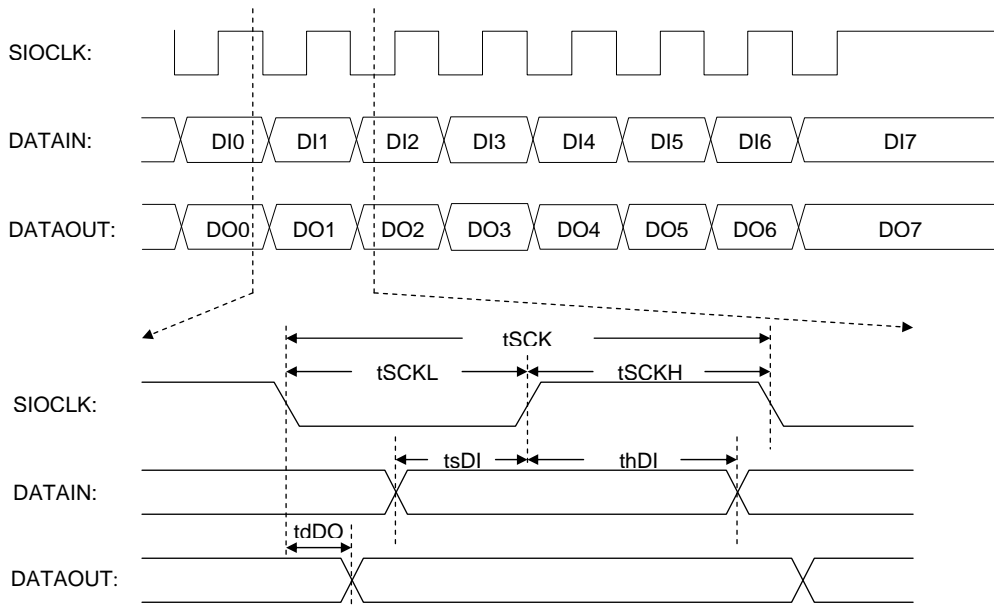 SIOCLK:
DATAIN: DI0 DI1 DI2 DI3 DI4 DI5 DI6 DI7
DATAOUT: DO0 DO1 DO2 DO3 DO4 DO5 DO6 DO7
tSCK
tSCKL tSCKH
SIOCLK:
tsDI thDI
DATAIN:
tdDO
DATAOUT: